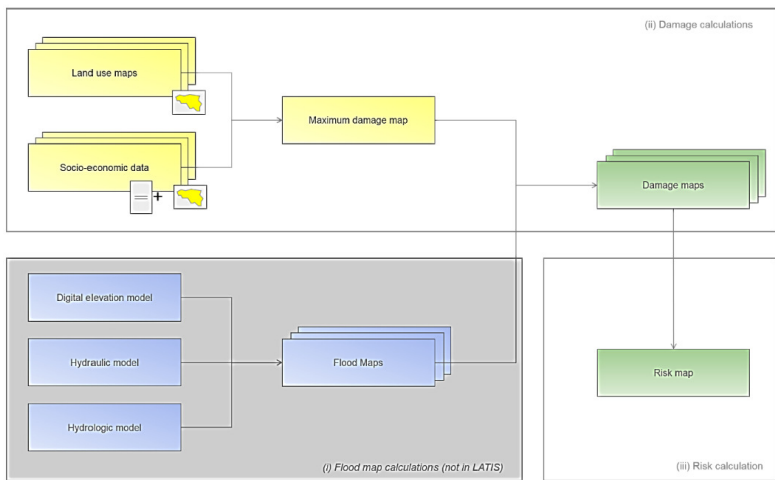 (ii) Damage calculations
Land use maps
Maximum damage map
Socio-economic data
+
Damage maps
Digital elevation model
Hydraulic model
Flood Maps
Risk map
Hydrologic model
(i) Flood map calculations (not in LATIS)
(iii) Risk calculation